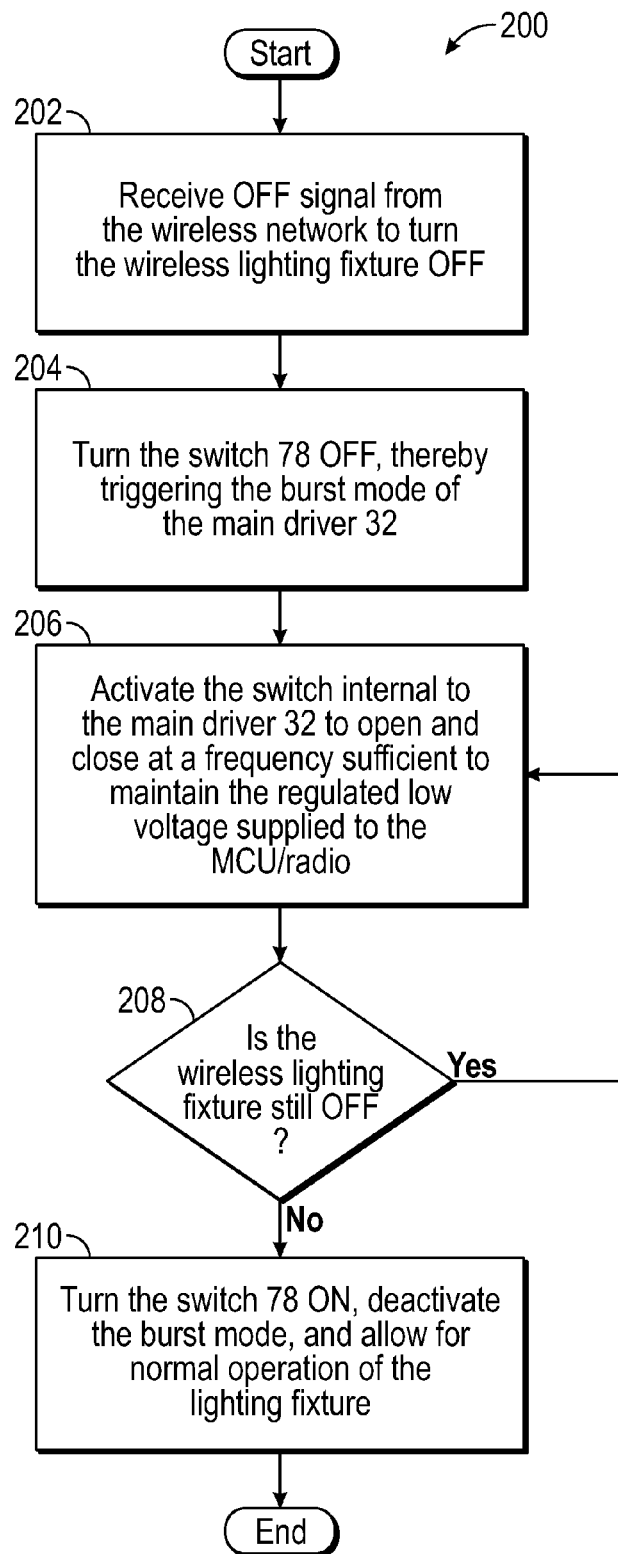 200
Start
202
Receive OFF signal from
the wireless network to turn
the wireless lighting fixture OFF
204
Turn the switch 78 OFF, thereby
triggering the burst mode of
the main driver 32
206
Activate the switch internal to
the main driver 32 to open and
close at a frequency sufficient to
maintain the regulated low
voltage supplied to the
MCU/radio
208
Is the
wireless lighting
fixture still OFF
?
Yes
No
210
Turn the switch 78 ON, deactivate
the burst mode, and allow for
normal operation of the
lighting fixture
End